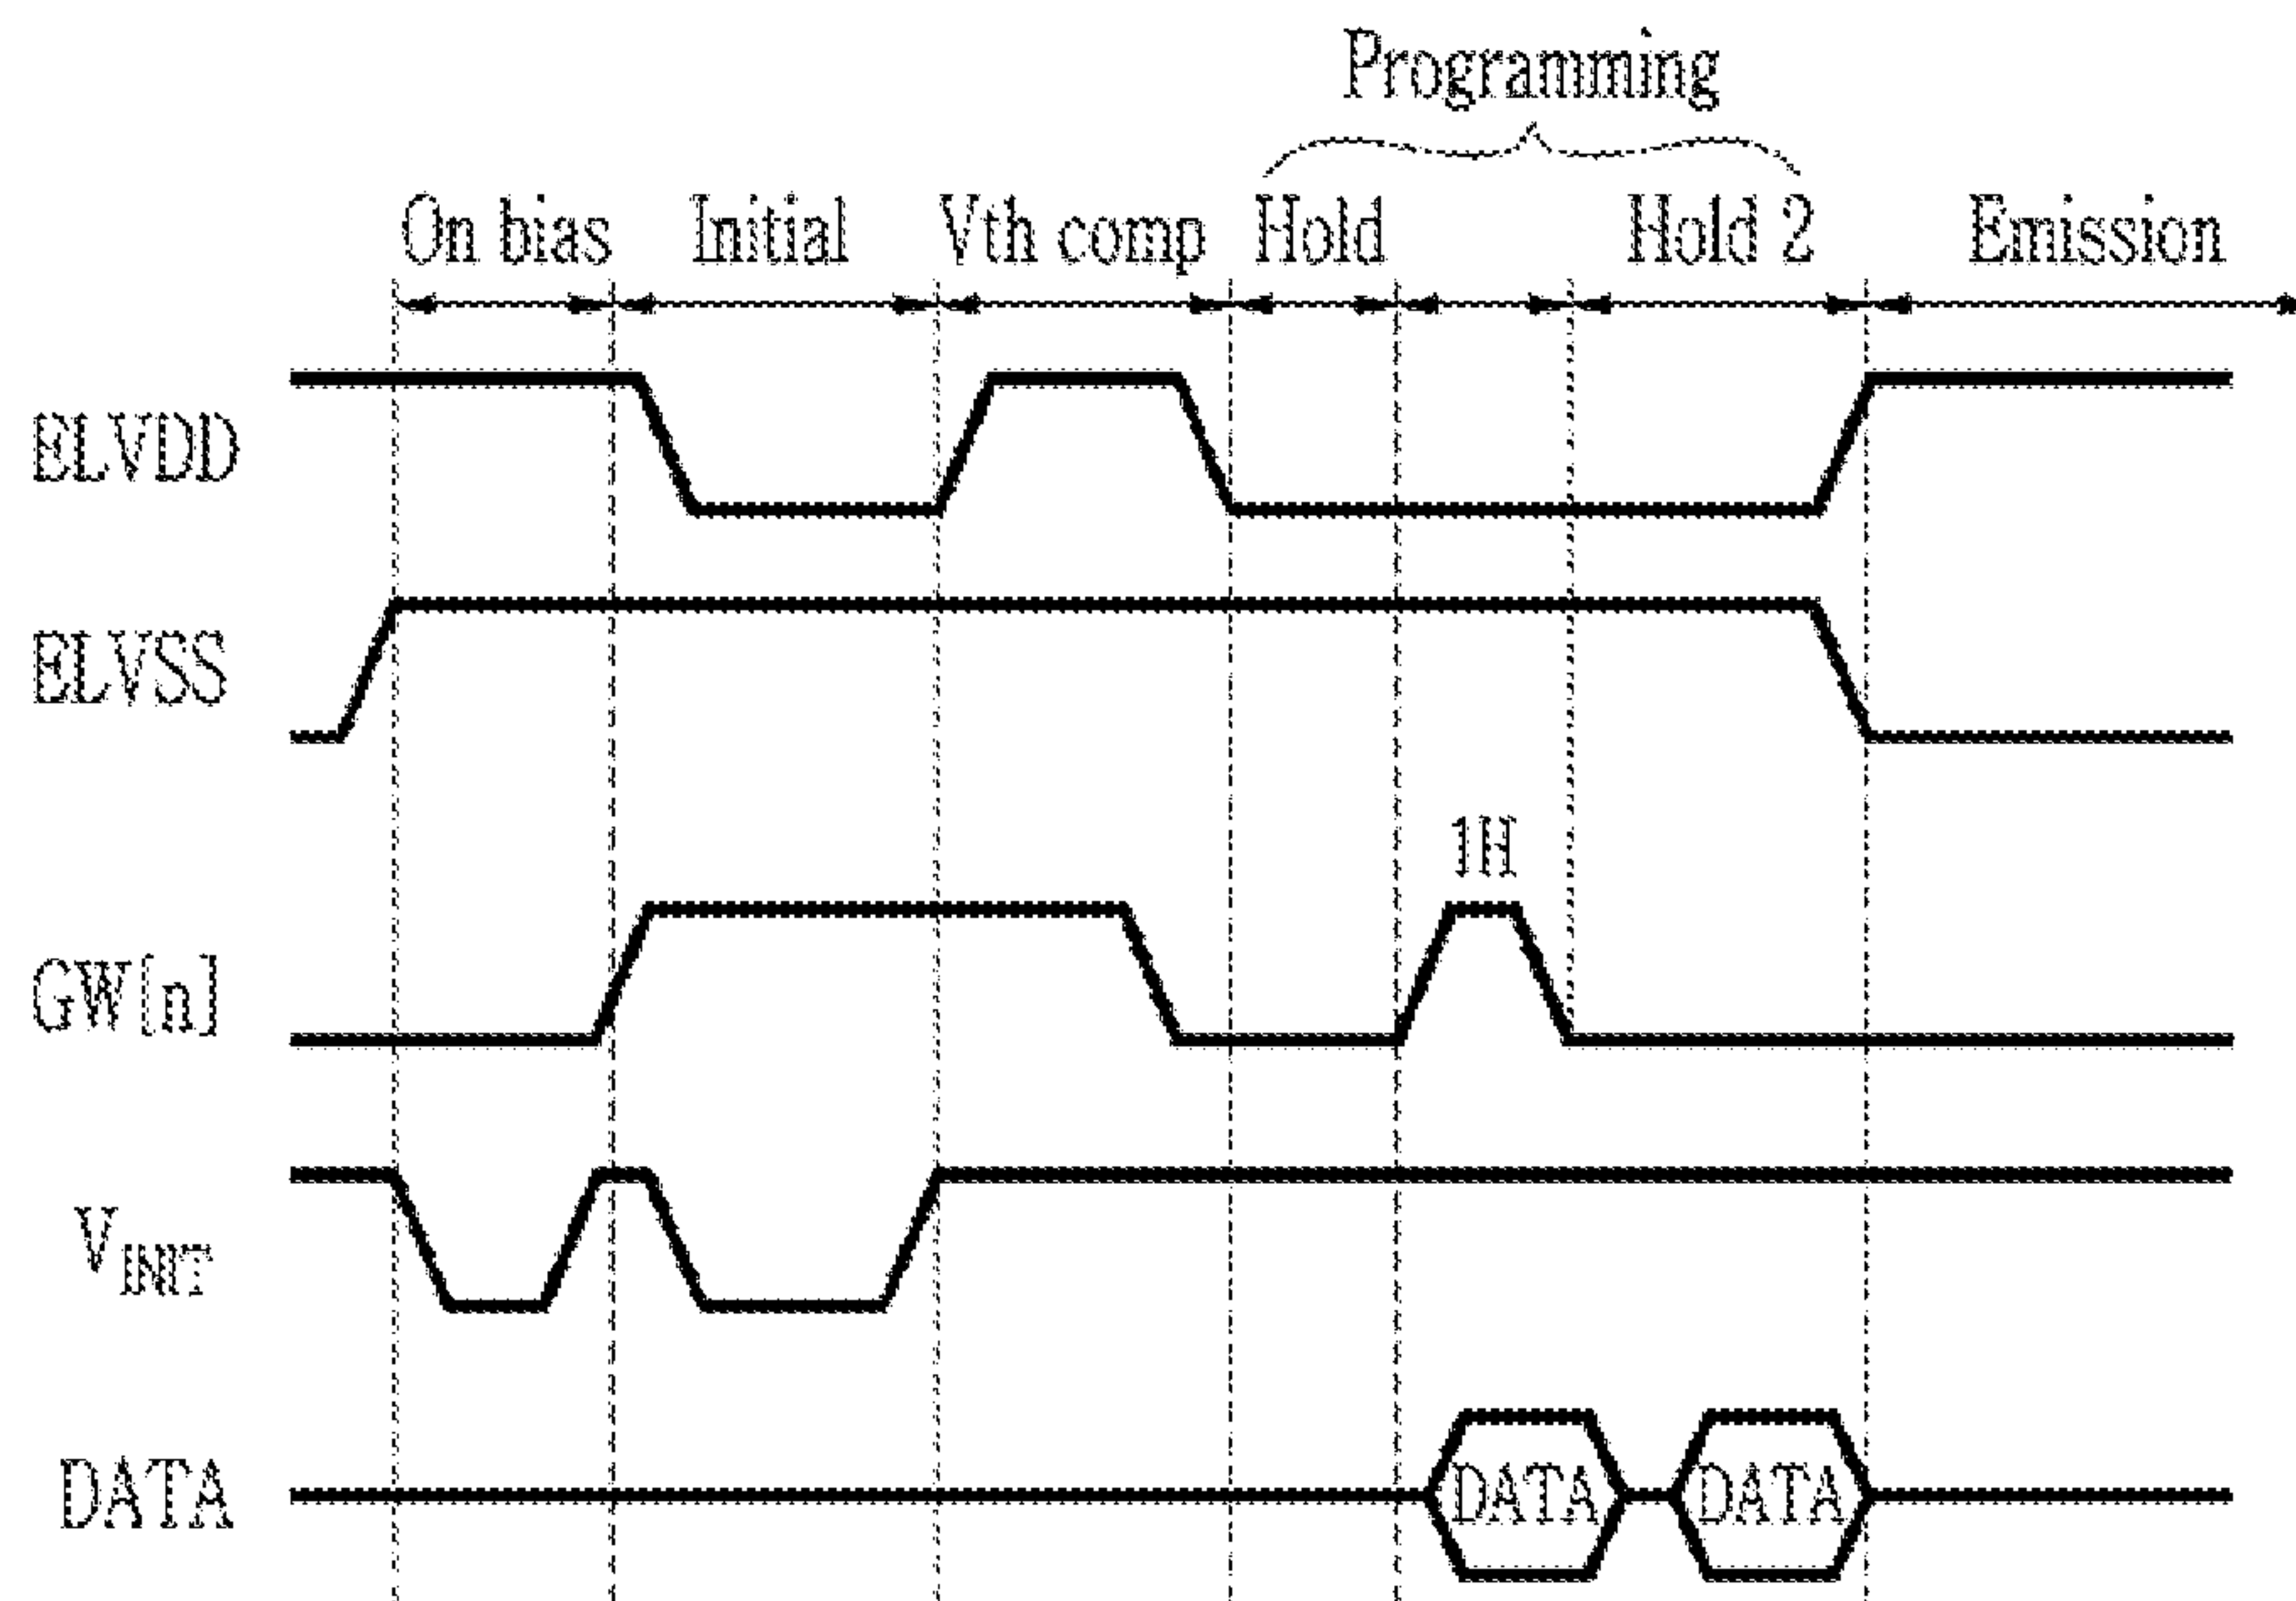 Programming
On bias Initial Vth comp Hold Hold 2 Emission
ELVDD
ELVSS
1H
GW[n]
VINIT
DATA DATA DATA